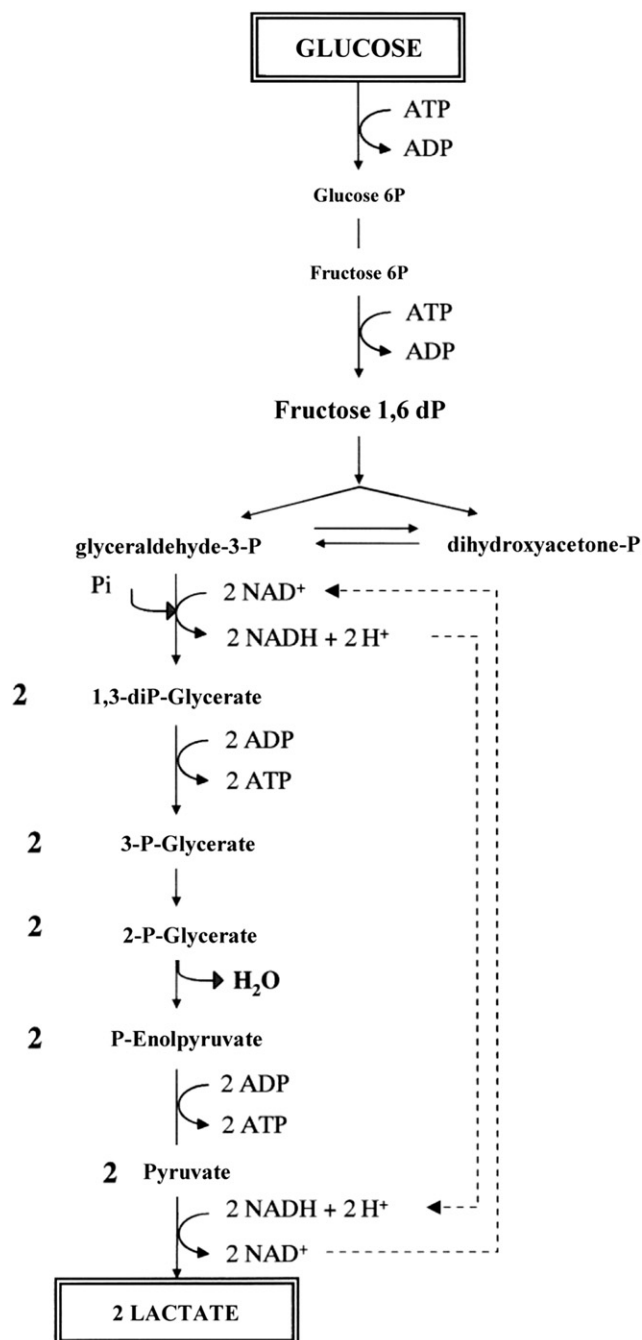 GLUCOSE
ATP
ADP
Glucose 6P
Fructose 6P
ATP
ADP
Fructose 1,6 dP
glyceraldehyde-3-P
dihydroxyacetone-P
Pi
2 NAD⁺
2 NADH + 2 H⁺
2 1,3-diP-Glycerate
2 ADP
2 ATP
2 3-P-Glycerate
2 2-P-Glycerate
H₂O
2 P-Enolpyruvate
2 ADP
2 ATP
2 Pyruvate
2 NADH + 2 H⁺
2 NAD⁺
2 LACTATE